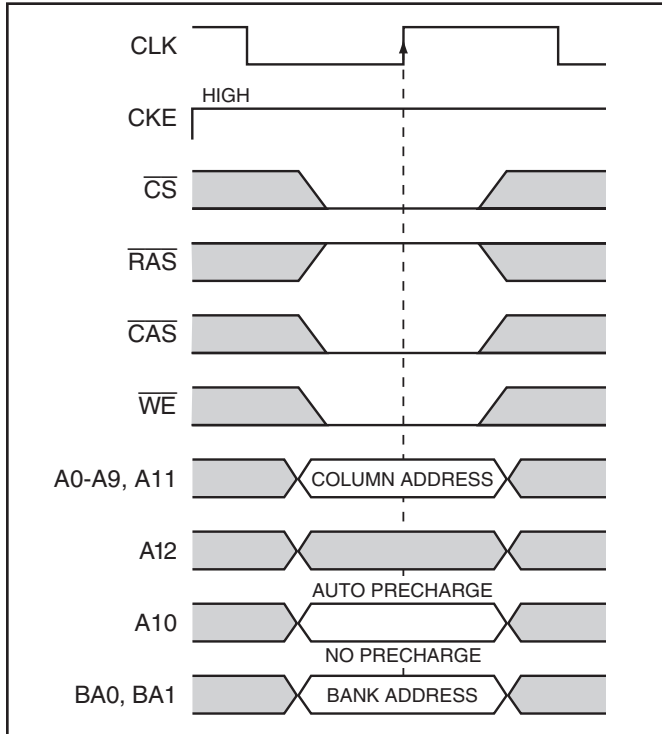 CLK
HIGH
CKE
CS
RAS
CAS
WE
A0-A9, A11 COLUMN ADDRESS
A12
AUTO PRECHARGE
A10
NO PRECHARGE
BA0, BA1 BANK ADDRESS